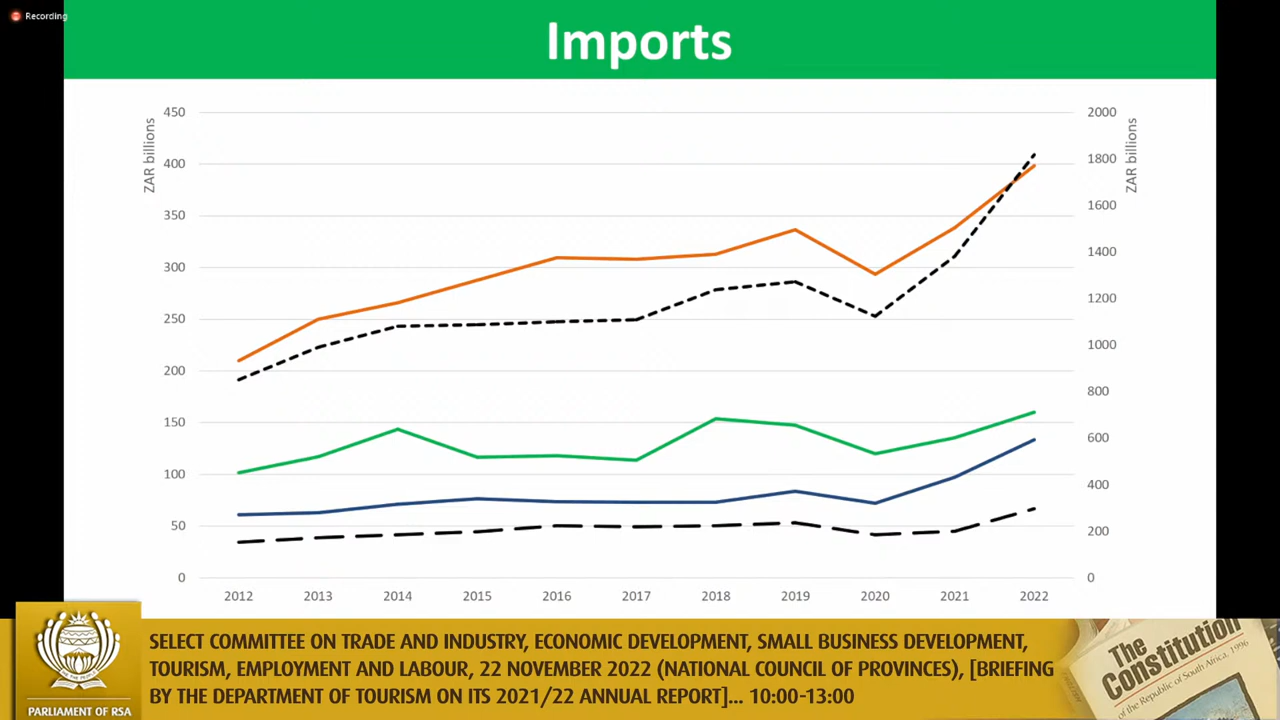 Recording
Imports
ZAR billions
450
400
350
300
250
200
150
100
50
0
ZAR billions
2000
1800
1600
1400
1200
1000
800
600
400
200
0
2012 2013 2014 2015 2016 2017 2018 2019 2020 2021 2022
SELECT COMMITTEE ON TRADE AND INDUSTRY, ECONOMIC DEVELOPMENT, SMALL BUSINESS DEVELOPMENT,
TOURISM, EMPLOYMENT AND LABOUR, 22 NOVEMBER 2022 (NATIONAL COUNCIL OF PROVINCES), [BRIEFING
BY THE DEPARTMENT OF TOURISM ON ITS 2021/22 ANNUAL REPORT]... 10:00-13:00
PARLIAMENT OF RSA
The
Constitution
of the Republic of South Africa, 1996